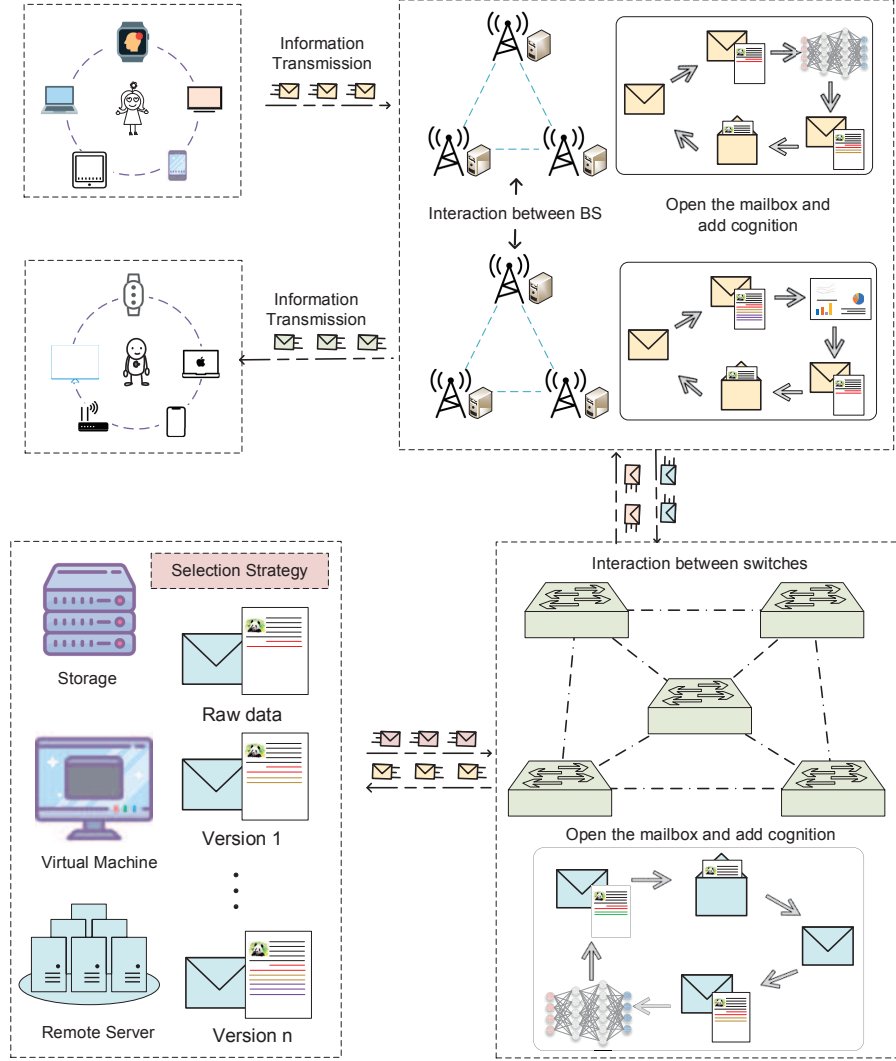 Information
Transmission
Interaction between BS
Open the mailbox and
add cognition
Information
Transmission
Selection Strategy
Storage
Raw data
Virtual Machine
Version 1
Remote Server
Version n
Interaction between switches
Open the mailbox and add cognition